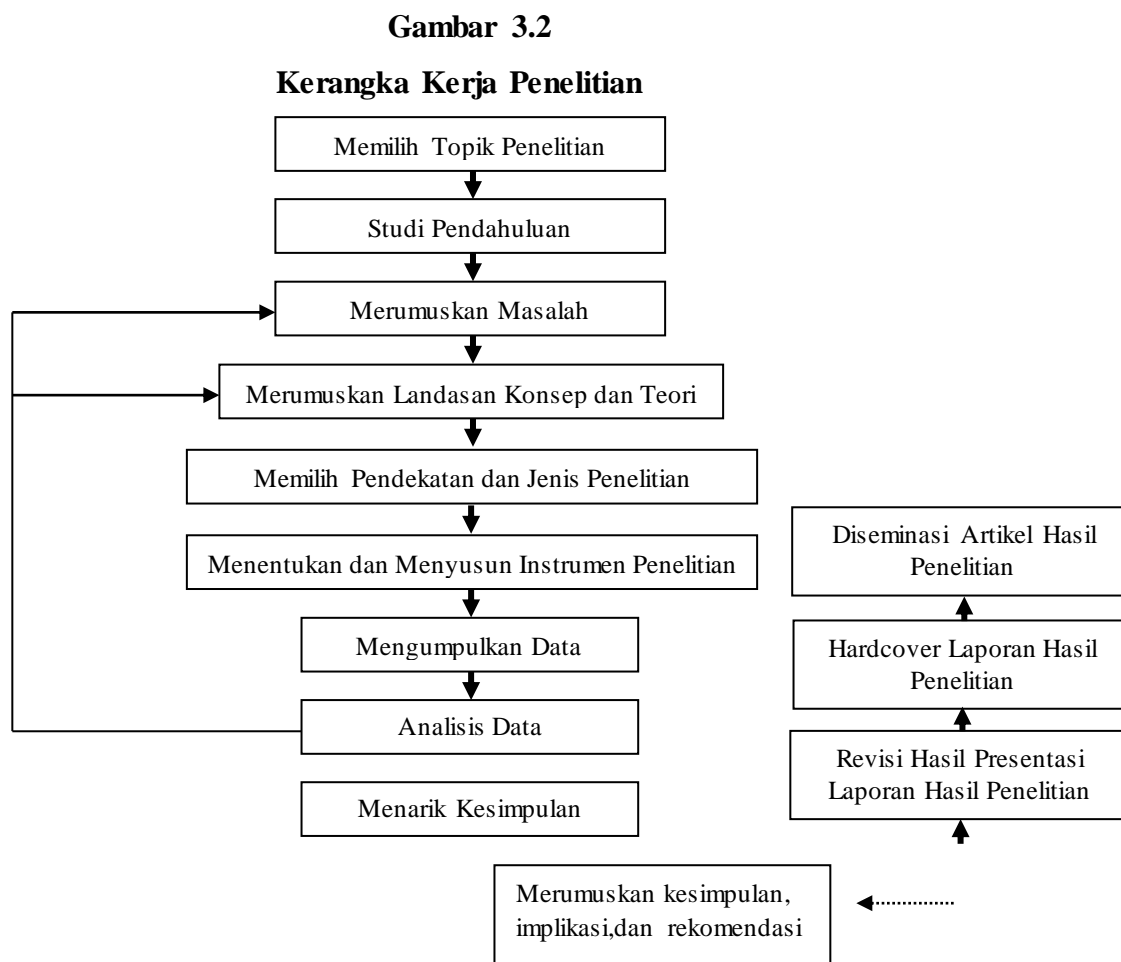 Gambar 3.2
Kerangka Kerja Penelitian
Memilih Topik Penelitian
Studi Pendahuluan
Merumuskan Masalah
Merumuskan Landasan Konsep dan Teori
Memilih Pendekatan dan Jenis Penelitian
Menentukan dan Menyusun Instrumen Penelitian
Mengumpulkan Data
Analisis Data
Menarik Kesimpulan
Merumuskan kesimpulan,
implikasi,dan rekomendasi
Diseminasi Artikel Hasil
Penelitian
Hardcover Laporan Hasil
Penelitian
Revisi Hasil Presentasi
Laporan Hasil Penelitian